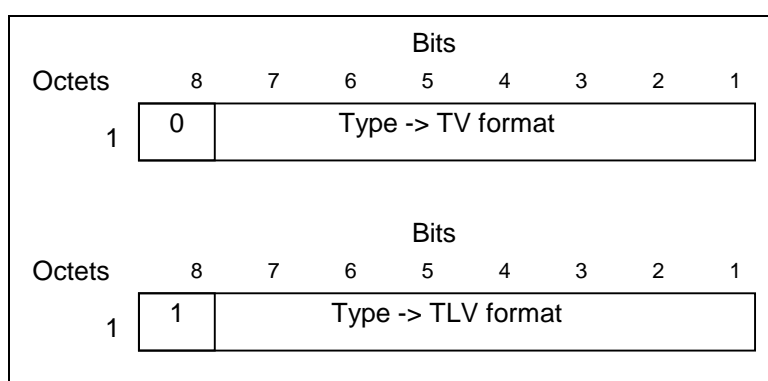 Bits
Octets 8 7 6 5 4 3 2 1
1 0 Type -> TV format
Bits
Octets 8 7 6 5 4 3 2 1
1 1 Type -> TLV format